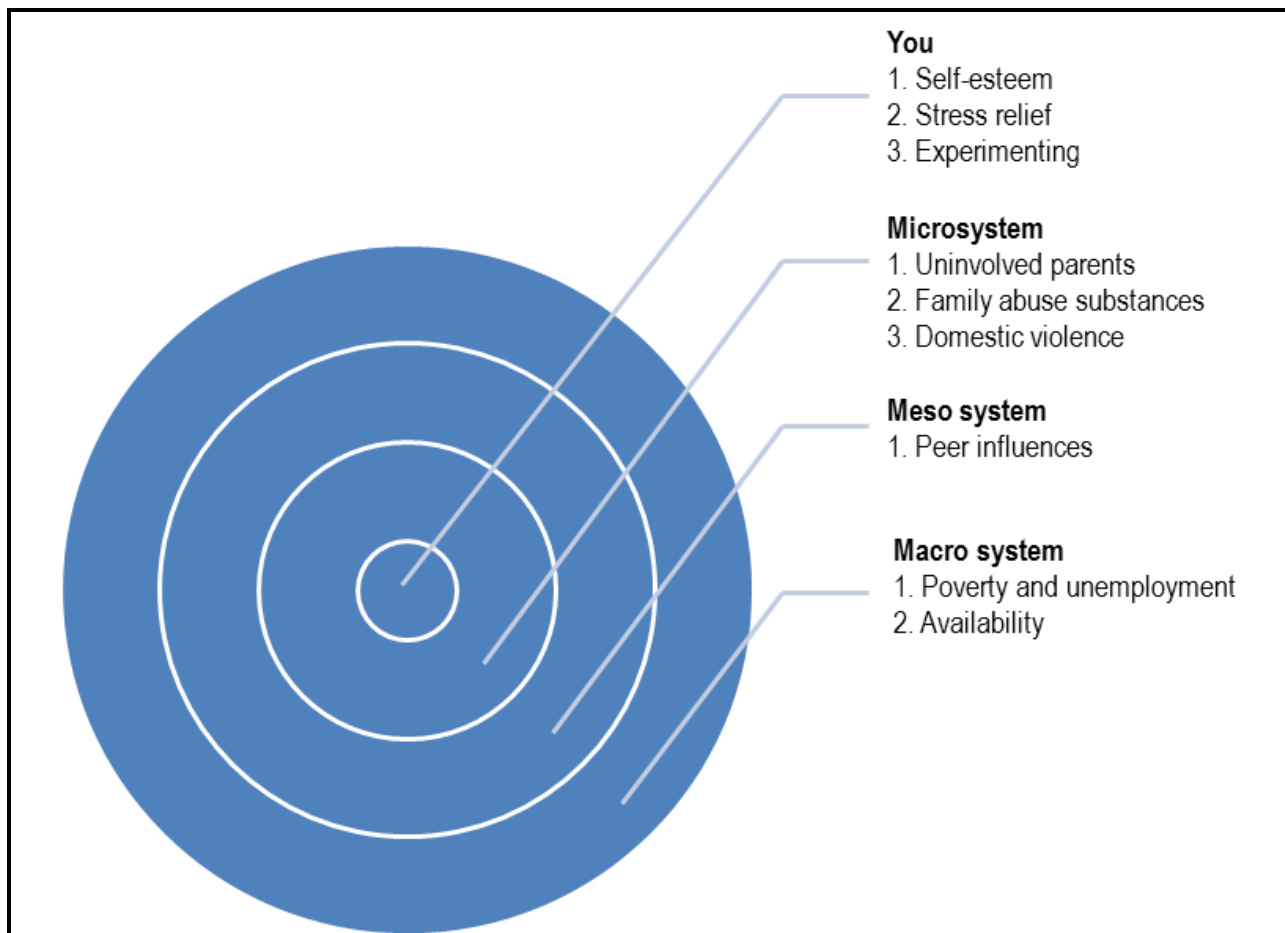 You
1. Self-esteem
2. Stress relief
3. Experimenting
Microsystem
1. Uninvolved parents
2. Family abuse substances
3. Domestic violence
Meso system
1. Peer influences
Macro system
1. Poverty and unemployment
2. Availability